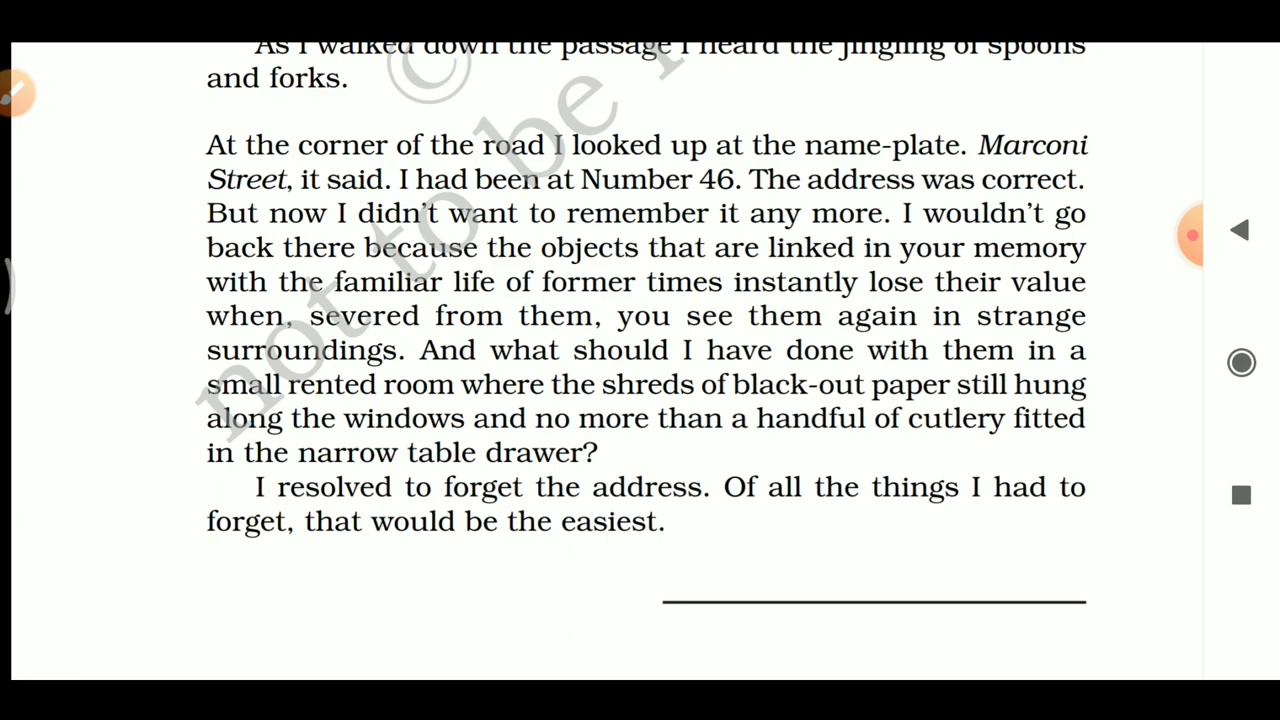 As I walked down the passage I heard the jingling of spoons
and forks.
At the corner of the road I looked up at the name-plate. Marconi
Street, it said. I had been at Number 46. The address was correct.
But now I didn't want to remember it any more. I wouldn't go
back there because the objects that are linked in your memory
with the familiar life of former times instantly lose their value
when, severed from them, you see them again in strange
surroundings. And what should I have done with them in a
small rented room where the shreds of black-out paper still hung
along the windows and no more than a handful of cutlery fitted
in the narrow table drawer?
I resolved to forget the address. Of all the things I had to
forget, that would be the easiest.
©
not to be r